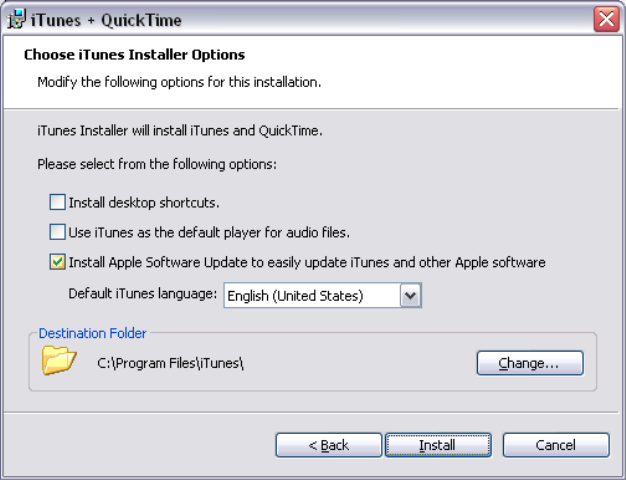 iTunes + QuickTime
Choose iTunes Installer Options
Modify the following options for this installation.
iTunes Installer will install iTunes and QuickTime.
Please select from the following options:
Install desktop shortcuts.
Use iTunes as the default player for audio files.
Install Apple Software Update to easily update iTunes and other Apple software
Default iTunes language: English (United States)
Destination Folder
C:\Program Files\iTunes\ Change...
< Back Install Cancel